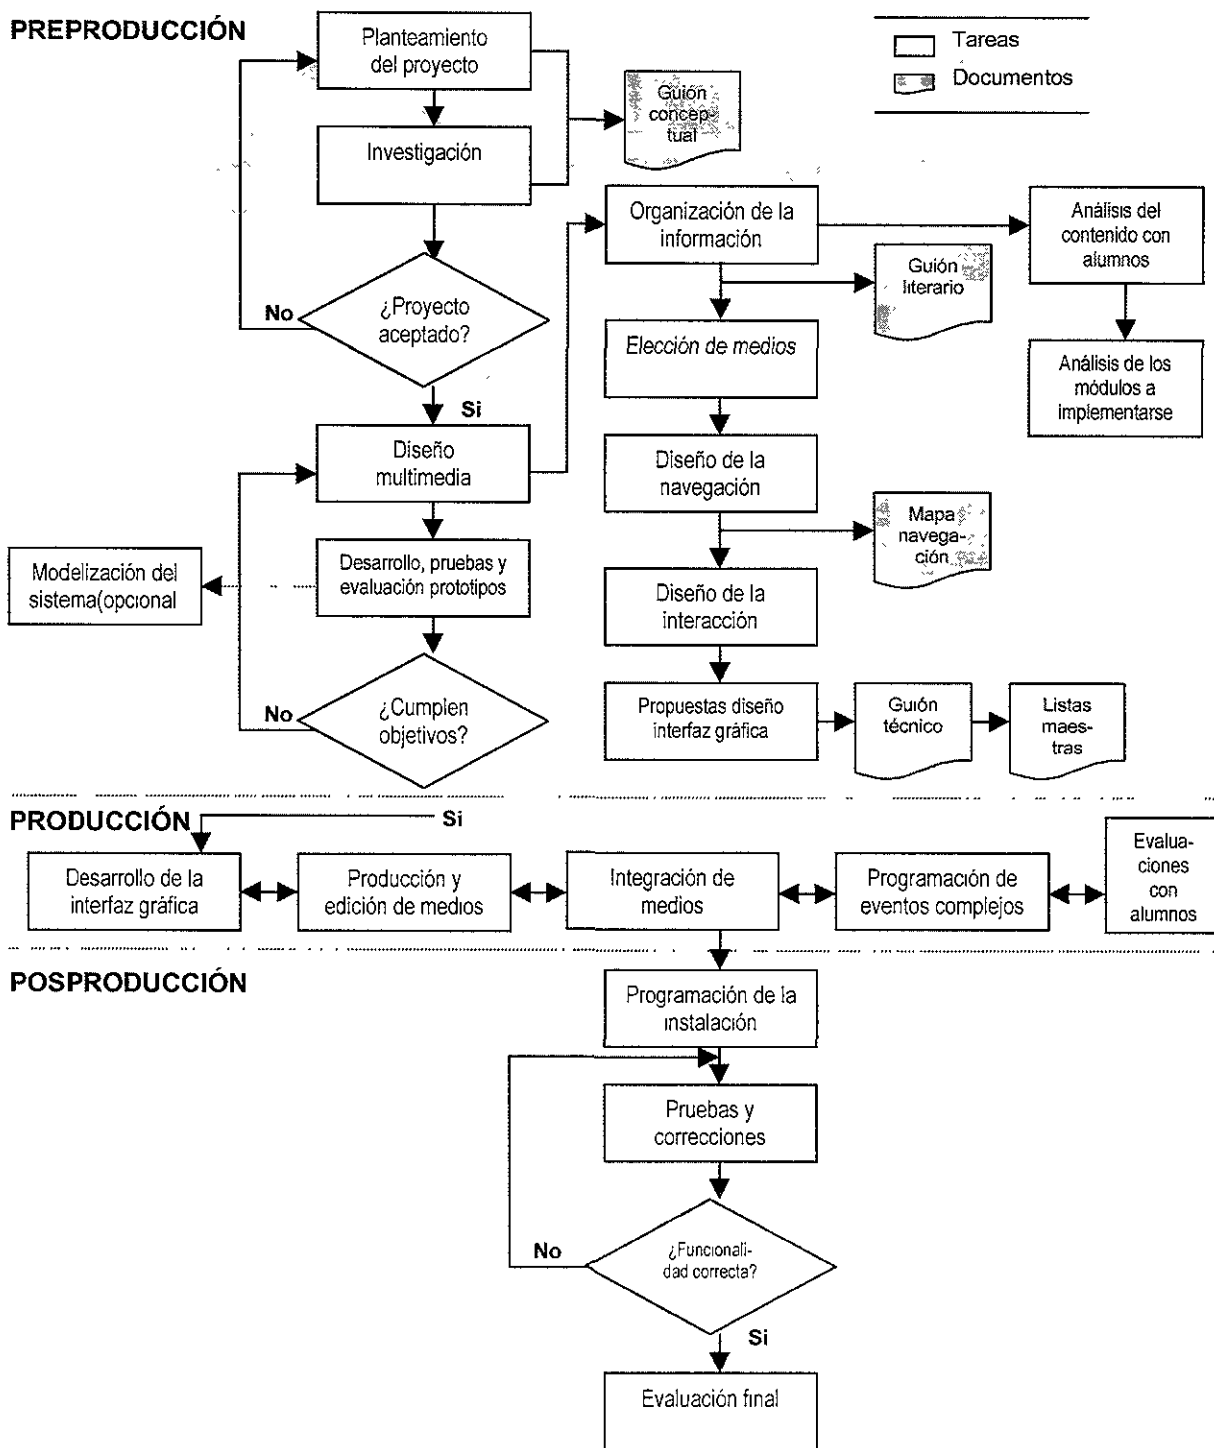 PREPRODUCCIÓN
Planteamiento
del proyecto
Tareas
Documentos
Guión
concep-
tual
Investigación
Organización de la
información
Análisis del
contenido con
alumnos
Guión
literario
No
¿Proyecto
aceptado?
Elección de medios
Análisis de los
módulos a
implementarse
Si
Diseño
multimedia
Diseño de la
navegación
Mapa
navega-
ción
Modelización del
sistema(opcional
Desarrollo, pruebas y
evaluación prototipos
Diseño de la
interacción
No
¿Cumplen
objetivos?
Propuestas diseño
interfaz gráfica
Guión
técnico
Listas
maes-
tras
PRODUCCIÓN
Si
Desarrollo de la
interfaz gráfica
Producción y
edición de medios
Integración de
medios
Programación de
eventos complejos
Evalua-
ciones
con
alumnos
POSPRODUCCIÓN
Programación de la
instalación
Pruebas y
correcciones
No
¿Funcionali-
dad correcta?
Si
Evaluación final